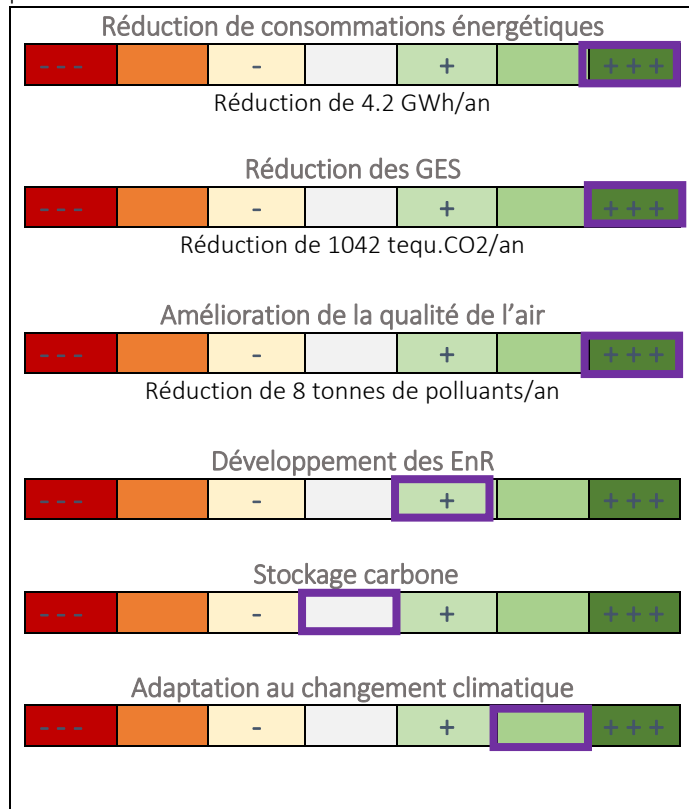 Réduction de consommations énergétiques
- - - - + + + +
Réduction de 4.2 GWh/an
Réduction des GES
- - - - + + + +
Réduction de 1042 tequ.CO2/an
Amélioration de la qualité de l’air
- - - - + + + +
Réduction de 8 tonnes de polluants/an
Développement des EnR
- - - - + + + +
Stockage carbone
- - - - + + + +
Adaptation au changement climatique
- - - - + + + +